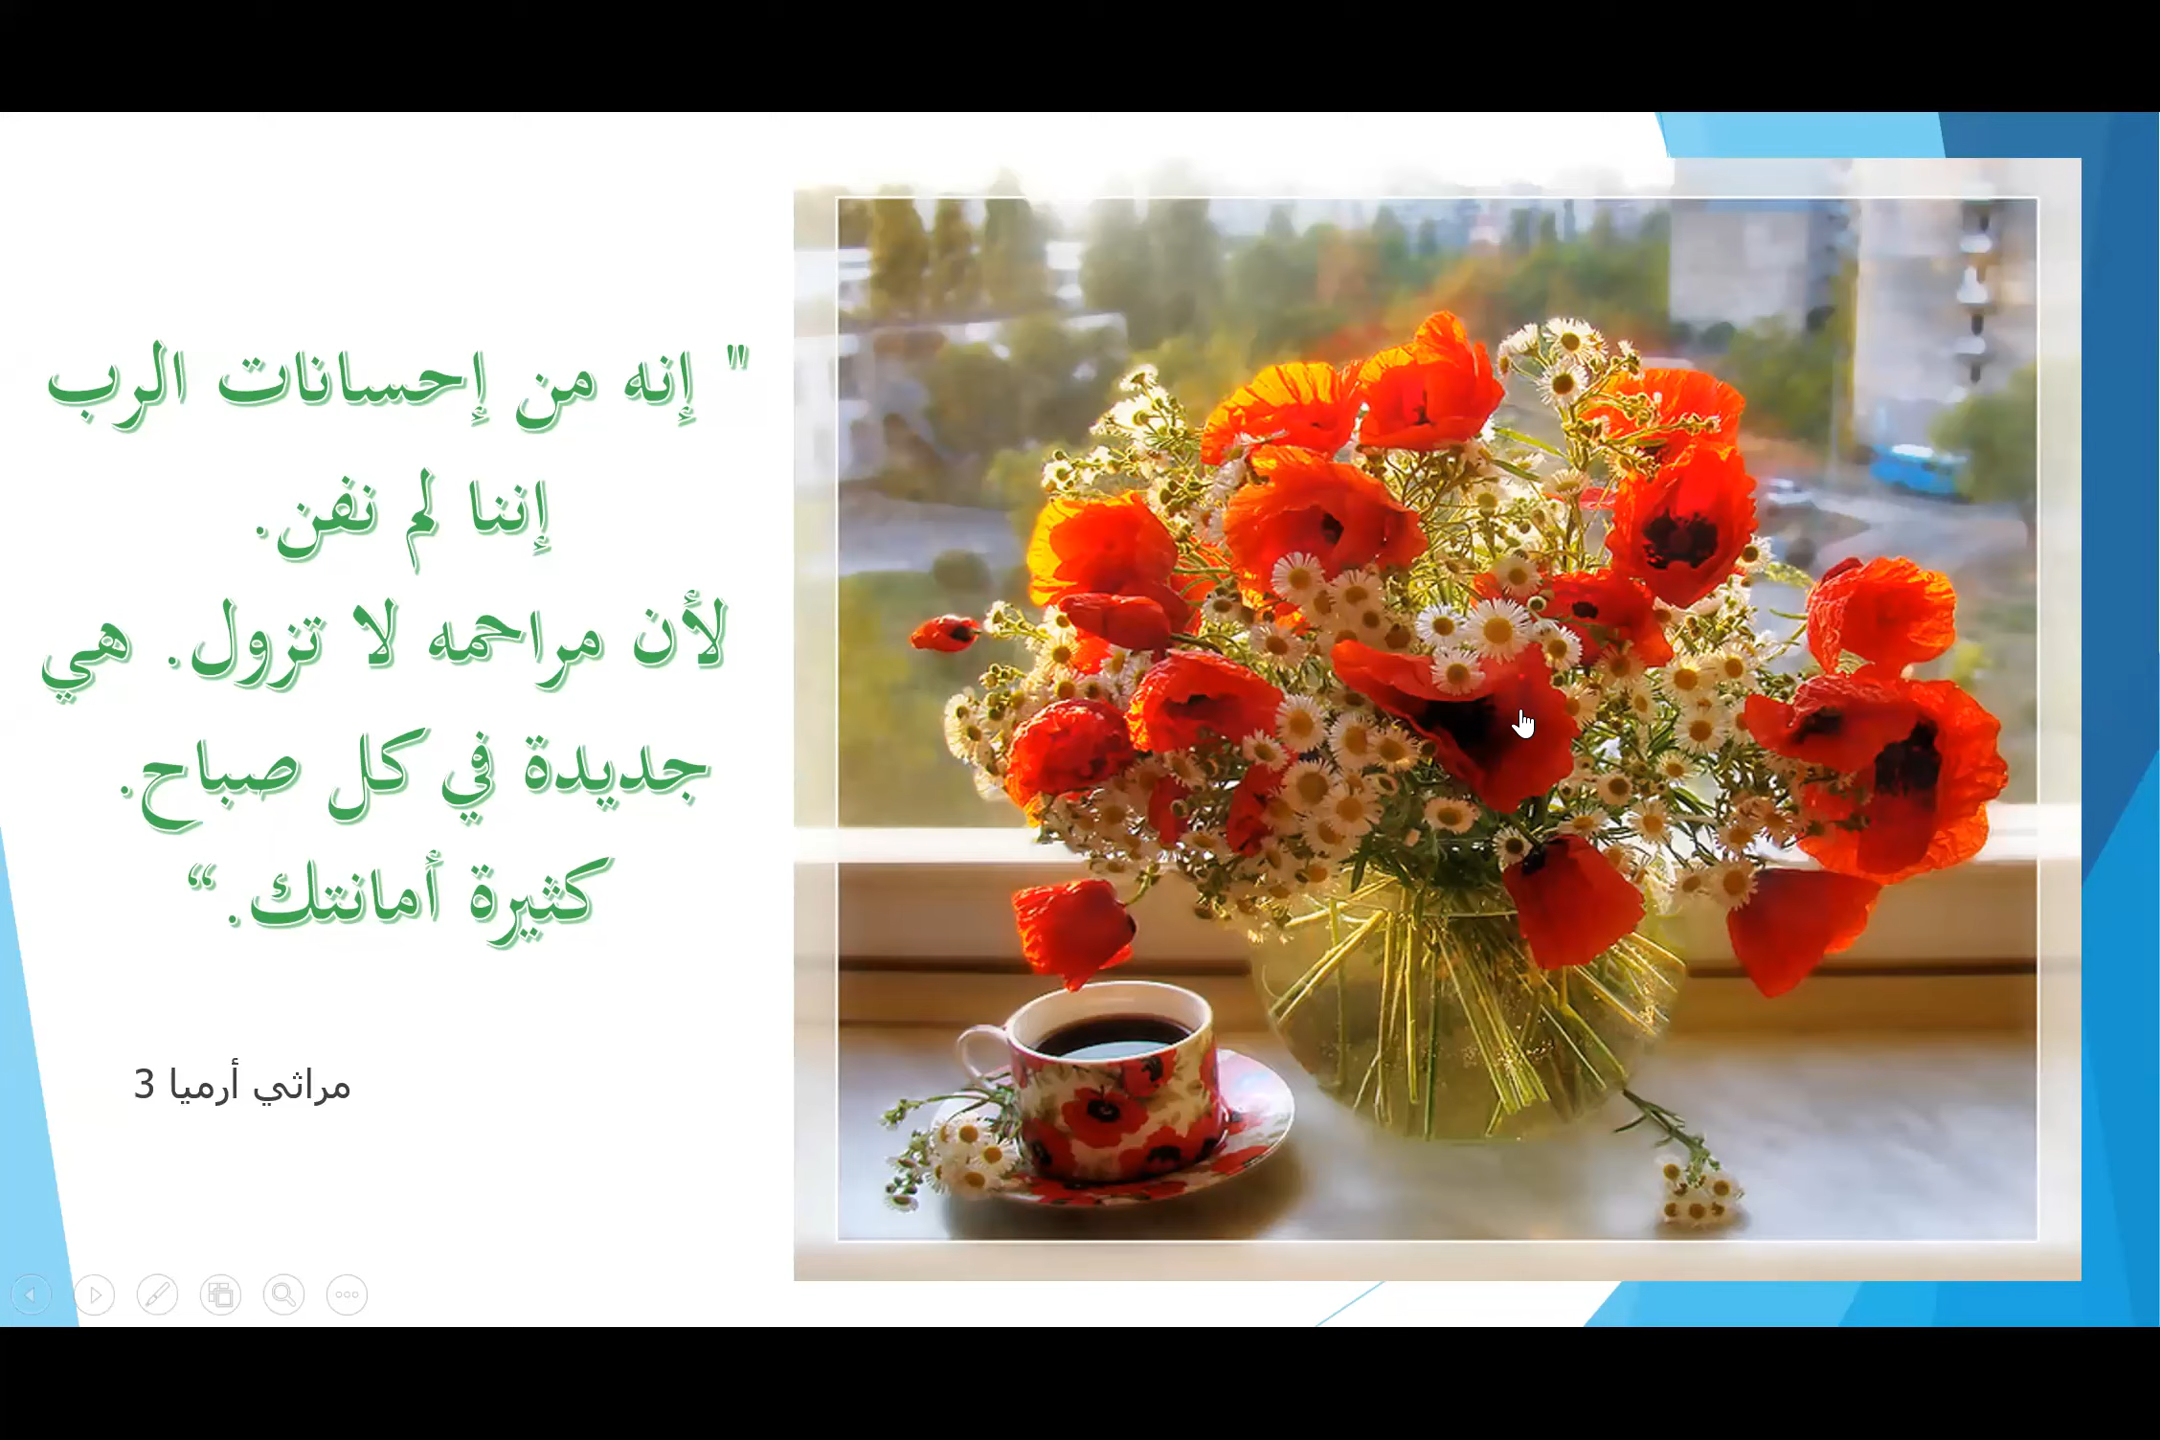 " إنه من إحسانات الرب
إننا لم نفن.
لأن مراحمه لا تزول. هي
جديدة في كل صباح.
كثيرة أمانتك.“
مراثي أرميا 3